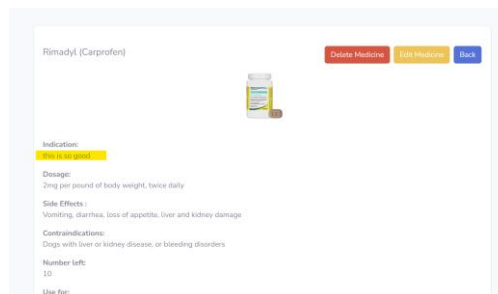 Rimadyl (Carprofen)
Delete Medicine Edit Medicine Back
Indication:
this is so good
Dosage:
2mg per pound of body weight, twice daily
Side Effects :
Vomiting, diarrhea, loss of appetite, liver and kidney damage
Contraindications:
Dogs with liver or kidney disease, or bleeding disorders
Number left:
10
Use for: